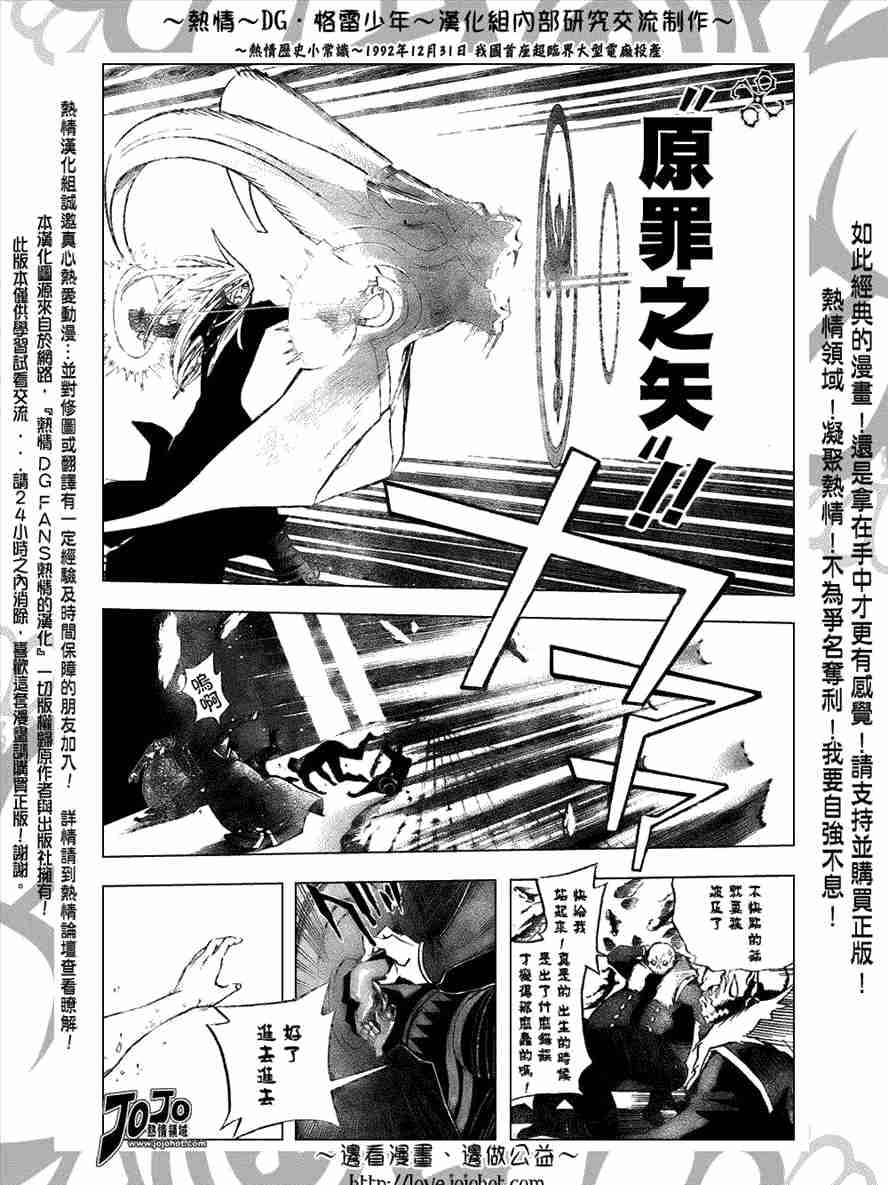 ～熱情～DG‧恪雷少年～漢化組內部研究交流制作～
～熱情歷史小常識～1992年12月31日 我國首座超臨界大型電廠投產
如此經典的漫畫！還是拿在手中才更有感覺！請支持並購買正版！
熱情領域！凝聚熱情！不為爭名奪利！我要自強不息！
"原罪之矢"!!
嗚啊
不快點的話
就要被
波及了
快給我
站起來！真是的 出生的時候
是出了什麼錯誤
才變得那麼蠢的嗎！
好了
進去進去
熱情漢化組誠邀真心熱愛動漫…並對修圖或翻譯有一定經驗及時間保障的朋友加入！ 詳情請到熱情論壇查看瞭解！
本漢化圖源來自於網路，『熱情DG FANS熱情的漢化』一切版權歸原作者與出版社擁有！
此版本僅供學習試看交流．．請24小時之內消除，喜歡這套漫畫請購買正版！謝謝。
JOJO
熱情領域
www.jojohot.com
～邊看漫畫、邊做公益～
http://love.jojohot.com